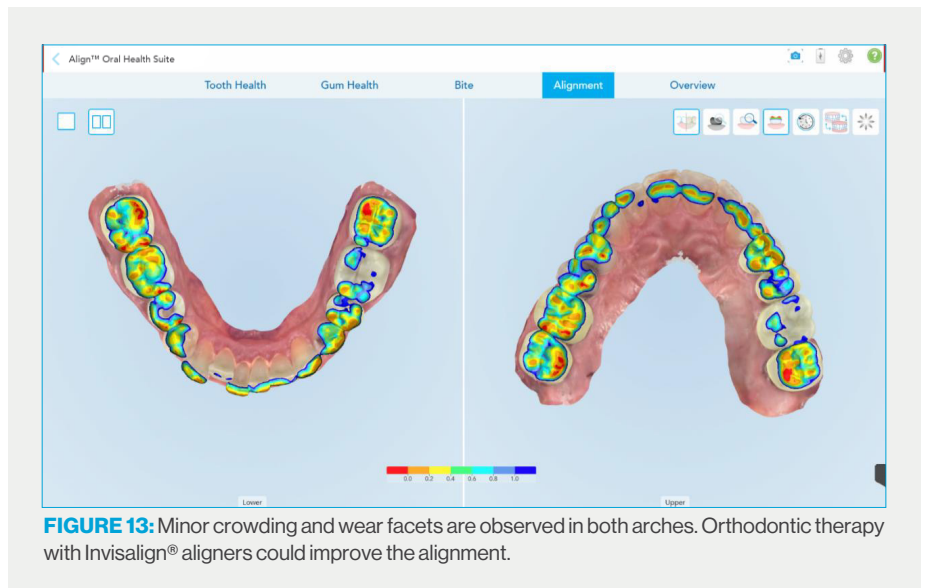 Align™ Oral Health Suite
Tooth Health Gum Health Bite Alignment Overview
0.0 0.2 0.4 0.6 0.8 1.0
Lower Upper
FIGURE 13: Minor crowding and wear facets are observed in both arches. Orthodontic therapy
with Invisalign® aligners could improve the alignment.